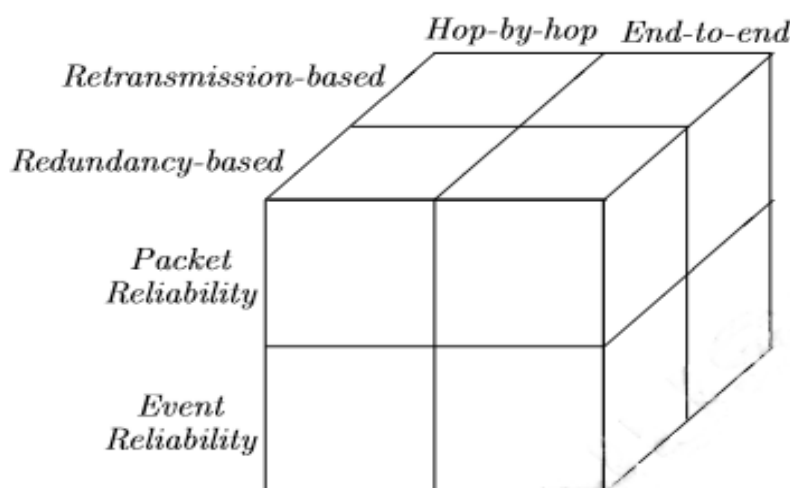 Hop-by-hop End-to-end
Retransmission-based
Redundancy-based
Packet
Reliability
Event
Reliability